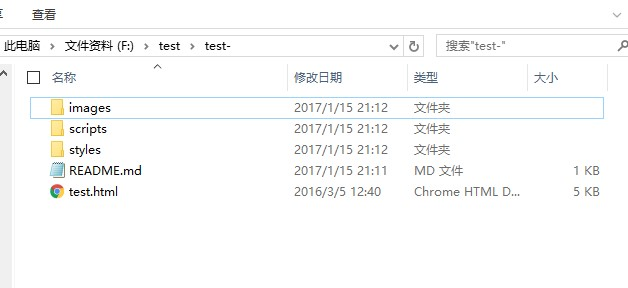 查看
此电脑 文件资料 (F:) test test- 搜索"test-"
名称 修改日期 类型 大小
images 2017/1/15 21:12 文件夹
scripts 2017/1/15 21:12 文件夹
styles 2017/1/15 21:12 文件夹
README.md 2017/1/15 21:11 MD 文件 1 KB
test.html 2016/3/5 12:40 Chrome HTML D... 5 KB